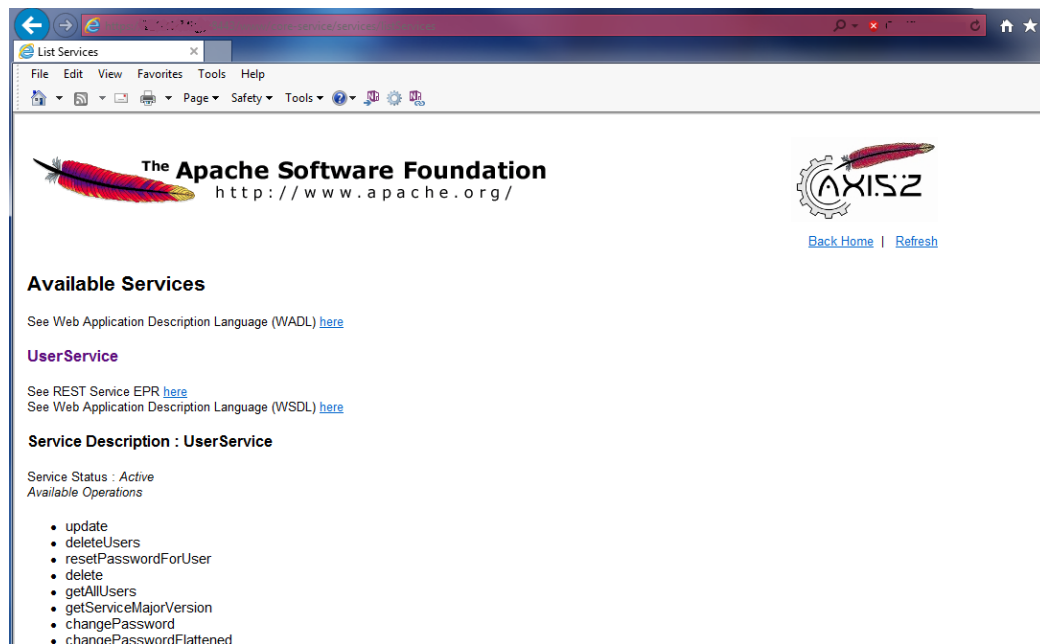 List Services
File Edit View Favorites Tools Help
Page Safety Tools
The Apache Software Foundation
http://www.apache.org/
AXIS2
Back Home | Refresh
Available Services
See Web Application Description Language (WADL) here
UserService
See REST Service EPR here
See Web Application Description Language (WSDL) here
Service Description : UserService
Service Status : Active
Available Operations
update
deleteUsers
resetPasswordForUser
delete
getAllUsers
getServiceMajorVersion
changePassword
changePasswordFlattened